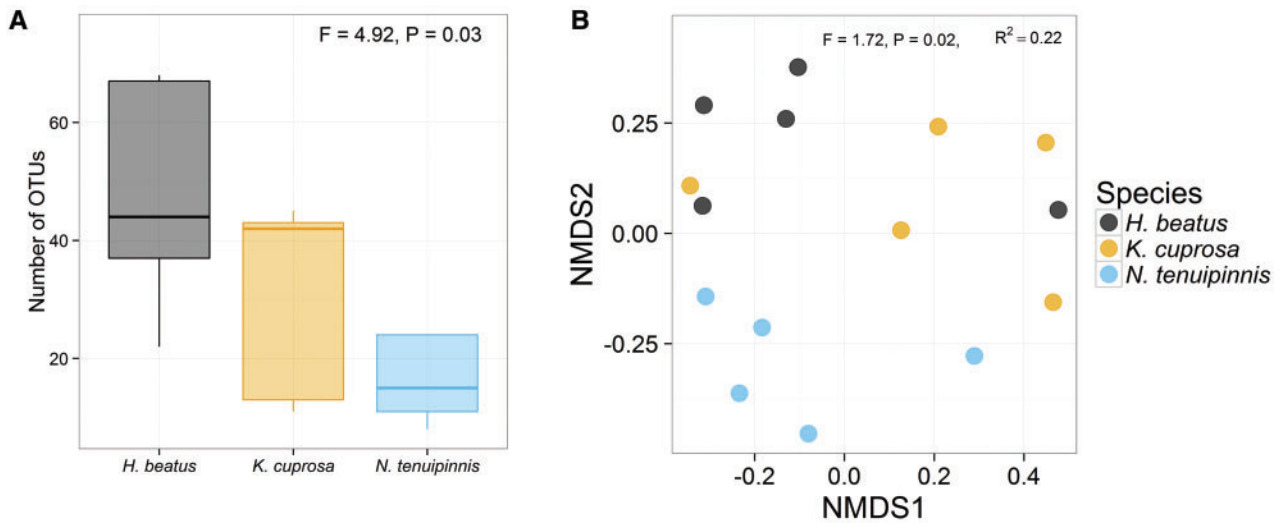 A
F = 4.92, P = 0.03
Number of OTUs
60
40
20
H. beatus
K. cuprosa
N. tenuipinnis
B
F = 1.72, P = 0.02, R² = 0.22
NMDS2
0.25
0.00
-0.25
-0.2
0.0
0.2
0.4
NMDS1
Species
H. beatus
K. cuprosa
N. tenuipinnis